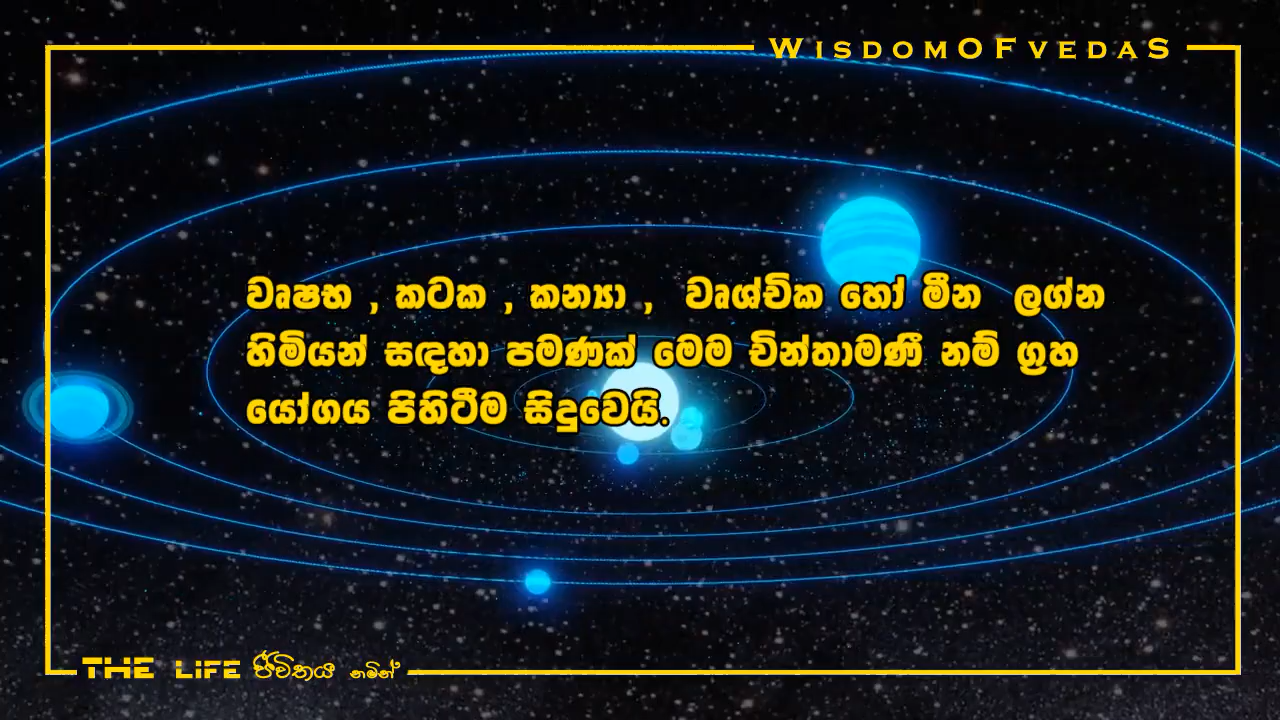 WISDOMOFVEDAS
වෘෂභ , කටක , කන්‍යා , වෘශ්චික හෝ මීන ලග්න
හිමියන් සඳහා පමණක් මෙම චින්තාමණී නම් ග්‍රහ
යෝගය පිහිටීම සිදුවෙයි.
THE LIFE ජීවිතය නමින්